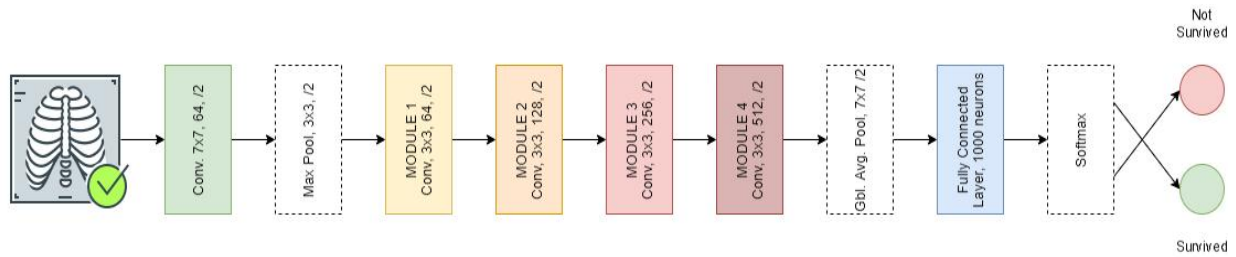 Conv. 7x7, 64, /2
Max Pool, 3x3, /2
MODULE 1
Conv, 3x3, 64, /2
MODULE 2
Conv, 3x3, 128, /2
MODULE 3
Conv, 3x3, 256, /2
MODULE 4
Conv, 3x3, 512, /2
Gbl. Avg. Pool, 7x7 /2
Fully Connected
Layer, 1000 neurons
Softmax
Not
Survived
Survived